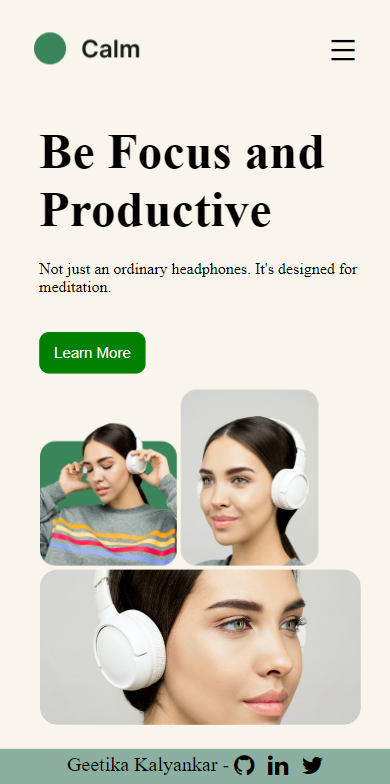 Calm
Be Focus and
Productive
Not just an ordinary headphones. It's designed for
meditation.
Learn More
Geetika Kalyankar -